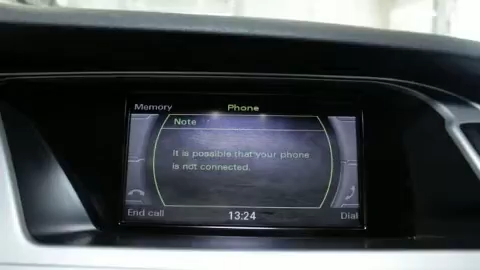 Memory
Phone
Note
It is possible that your phone
is not connected.
End call
13:24
Dial